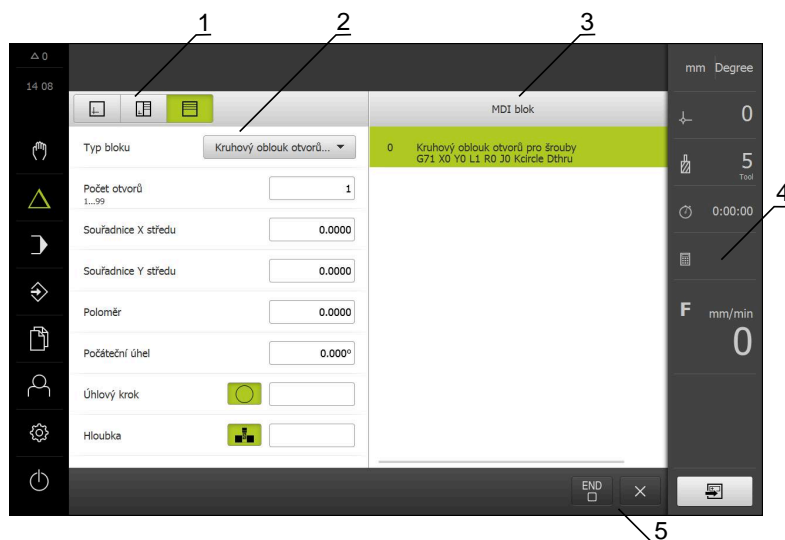 1
2
3
0
14 08
mm Degree
MDI blok
0
Typ bloku
Kruhový oblouk otvorů...
0 Kruhový oblouk otvorů pro šrouby
G71 X0 Y0 L1 R0 J0 Kcircle Dthru
5
Tool
Počet otvorů
1...99
1
4
0:00:00
Souřadnice X středu
0.0000
Souřadnice Y středu
0.0000
Poloměr
0.0000
F mm/min
0
Počáteční úhel
0.000°
Úhlový krok
Hloubka
END
5